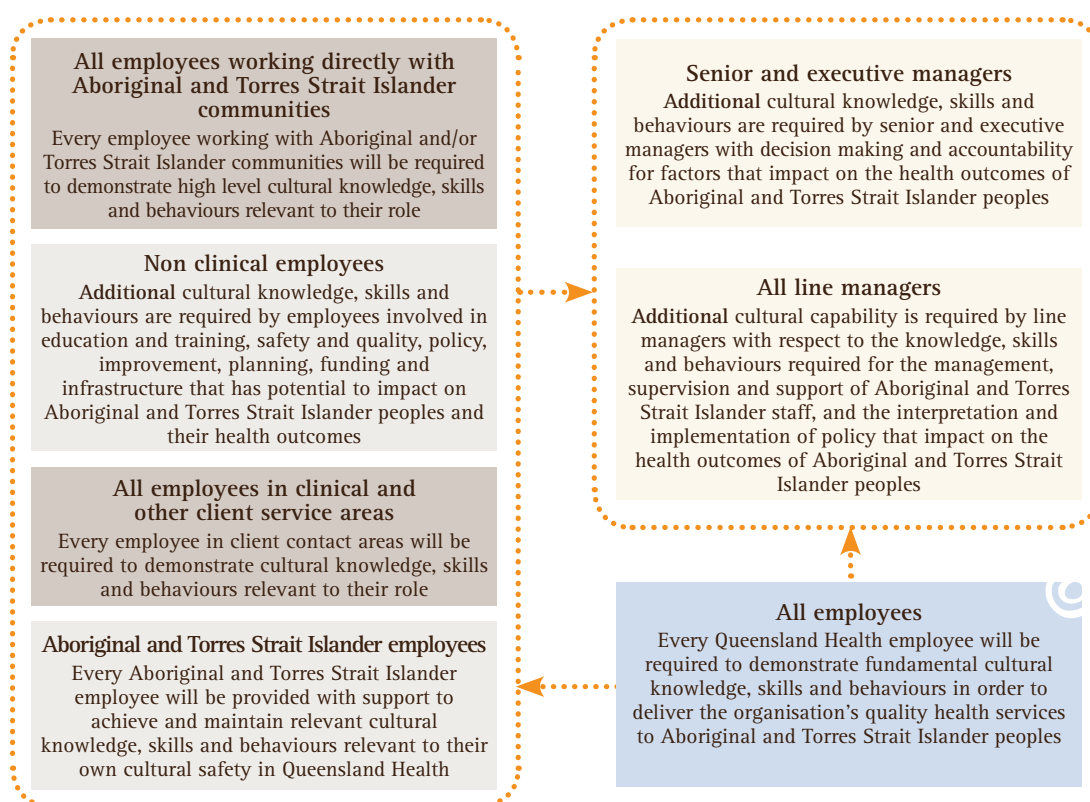 All employees working directly with
Aboriginal and Torres Strait Islander
communities
Every employee working with Aboriginal and/or
Torres Strait Islander communities will be required
to demonstrate high level cultural knowledge, skills
and behaviours relevant to their role
Non clinical employees
Additional cultural knowledge, skills and
behaviours are required by employees involved in
education and training, safety and quality, policy,
improvement, planning, funding and
infrastructure that has potential to impact on
Aboriginal and Torres Strait Islander peoples and
their health outcomes
All employees in clinical and
other client service areas
Every employee in client contact areas will be
required to demonstrate cultural knowledge, skills
and behaviours relevant to their role
Aboriginal and Torres Strait Islander employees
Every Aboriginal and Torres Strait Islander
employee will be provided with support to
achieve and maintain relevant cultural
knowledge, skills and behaviours relevant to their
own cultural safety in Queensland Health
Senior and executive managers
Additional cultural knowledge, skills and
behaviours are required by senior and executive
managers with decision making and accountability
for factors that impact on the health outcomes of
Aboriginal and Torres Strait Islander peoples
All line managers
Additional cultural capability is required by line
managers with respect to the knowledge, skills
and behaviours required for the management,
supervision and support of Aboriginal and Torres
Strait Islander staff, and the interpretation and
implementation of policy that impact on the
health outcomes of Aboriginal and Torres Strait
Islander peoples
All employees
Every Queensland Health employee will be
required to demonstrate fundamental cultural
knowledge, skills and behaviours in order to
deliver the organisation's quality health services
to Aboriginal and Torres Strait Islander peoples